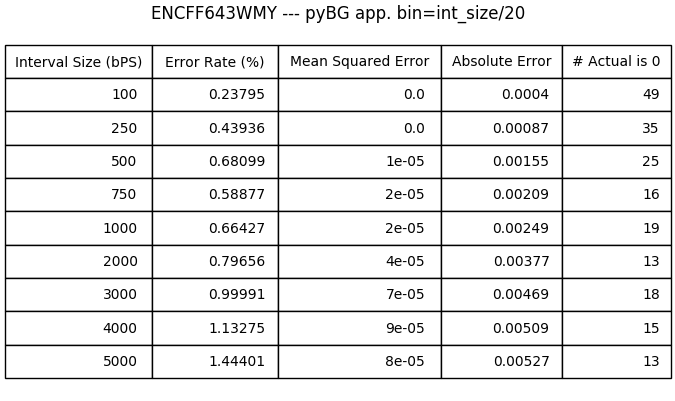 ENCFF643WMY --- pyBG app. bin=int_size/20
Interval Size (bPS) Error Rate (%) Mean Squared Error Absolute Error # Actual is 0
100 0.23795 0.0 0.0004 49
250 0.43936 0.0 0.00087 35
500 0.68099 1e-05 0.00155 25
750 0.58877 2e-05 0.00209 16
1000 0.66427 2e-05 0.00249 19
2000 0.79656 4e-05 0.00377 13
3000 0.99991 7e-05 0.00469 18
4000 1.13275 9e-05 0.00509 15
5000 1.44401 8e-05 0.00527 13